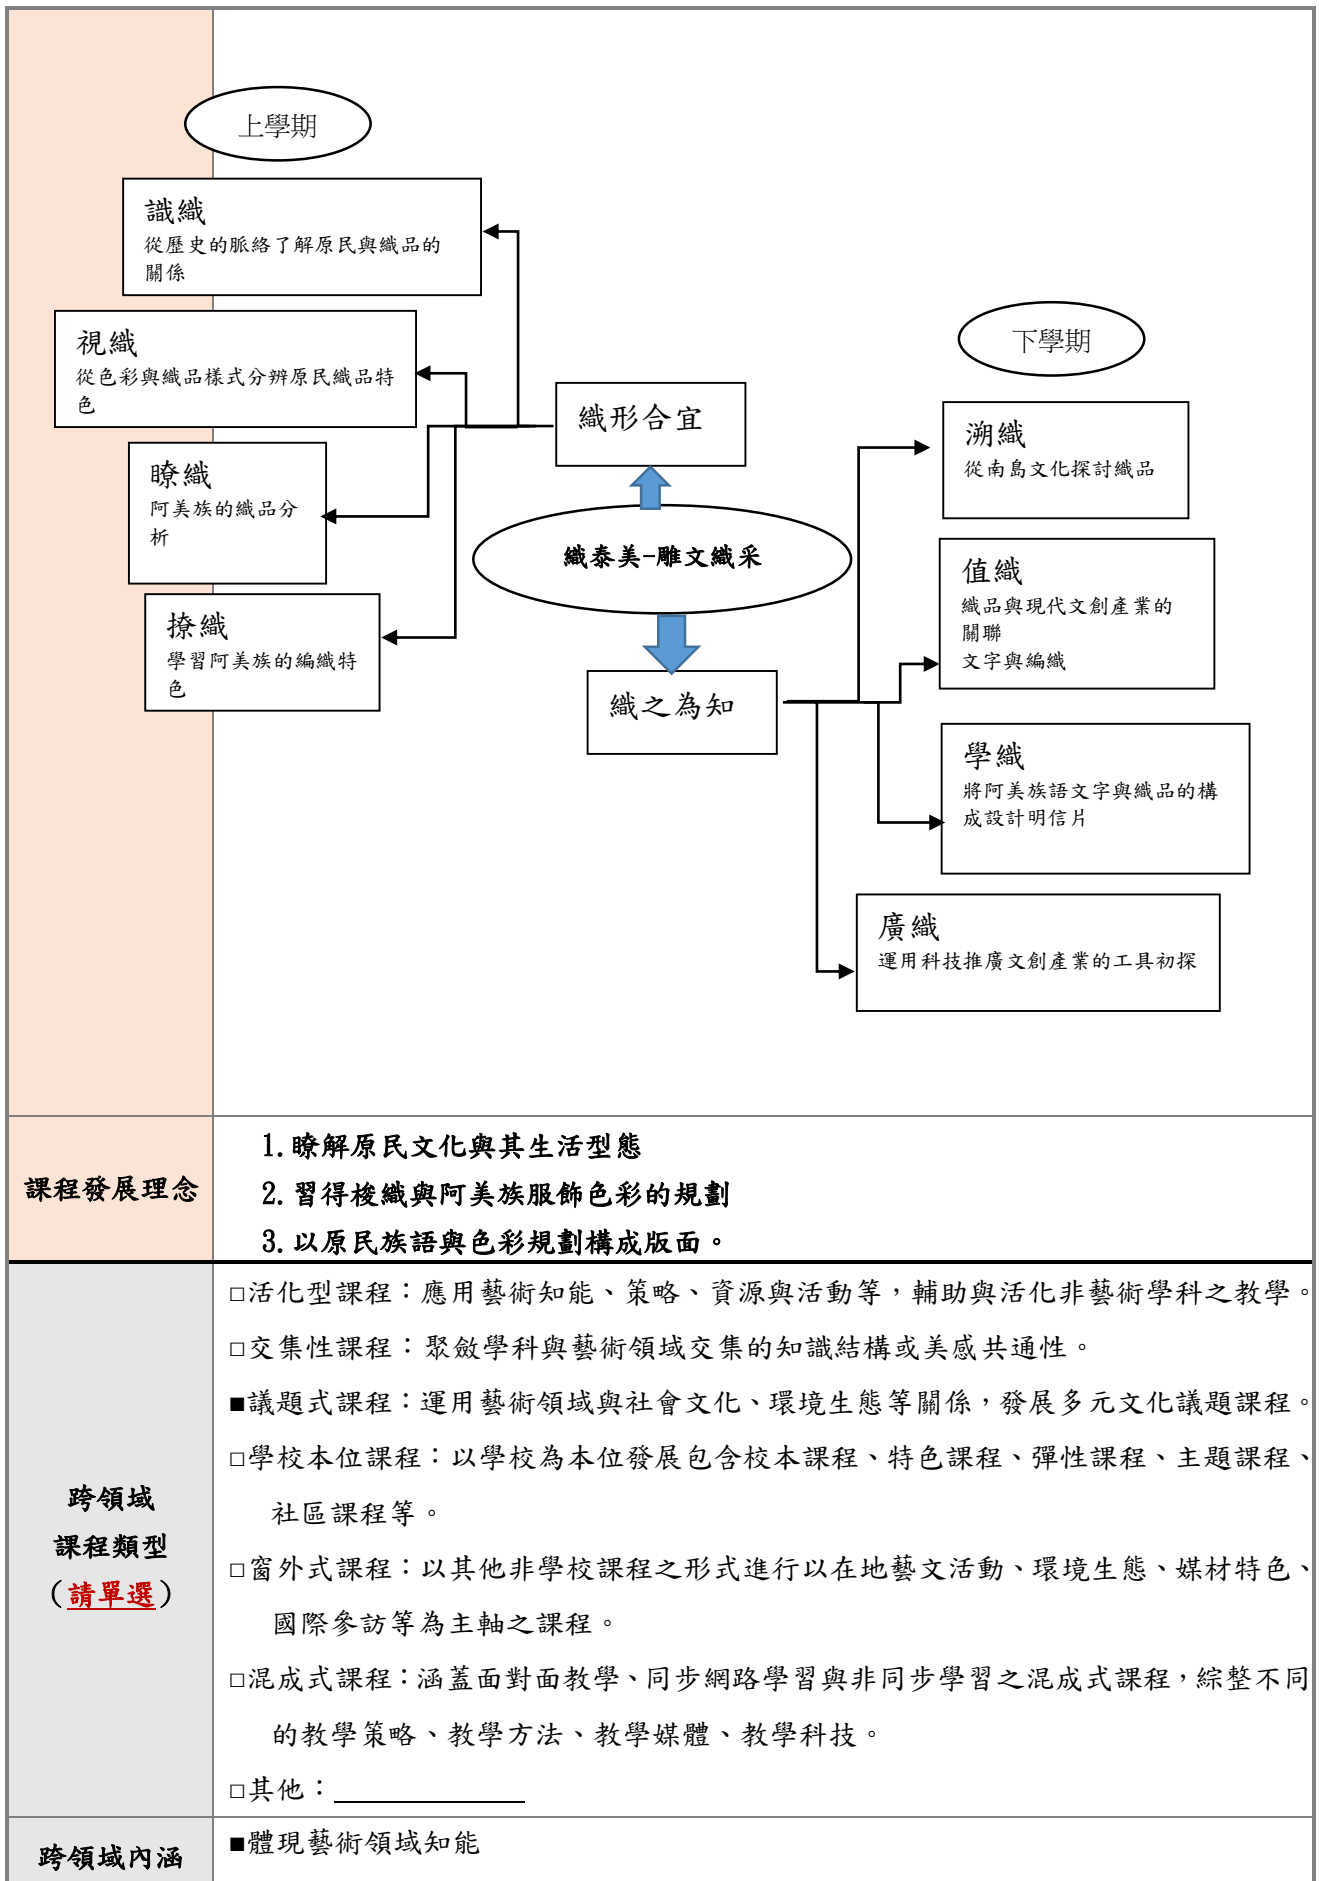 上學期
識織
從歷史的脈絡了解原民與織品的
關係
視織
從色彩與織品樣式分辨原民織品特
色
瞭織
阿美族的織品分
析
撩織
學習阿美族的編織特
色
織形合宜
織泰美-雕文織采
織之為知
下學期
溯織
從南島文化探討織品
值織
織品與現代文創產業的
關聯
文字與編織
學織
將阿美族語文字與織品的構
成設計明信片
廣織
運用科技推廣文創產業的工具初探
課程發展理念
1.瞭解原民文化與其生活型態
2.習得梭織與阿美族服飾色彩的規劃
3.以原民族語與色彩規劃構成版面。
跨領域
課程類型
（請單選）
□活化型課程：應用藝術知能、策略、資源與活動等，輔助與活化非藝術學科之教學。
□交集性課程：聚斂學科與藝術領域交集的知識結構或美感共通性。
■議題式課程：運用藝術領域與社會文化、環境生態等關係，發展多元文化議題課程。
□學校本位課程：以學校為本位發展包含校本課程、特色課程、彈性課程、主題課程、
社區課程等。
□窗外式課程：以其他非學校課程之形式進行以在地藝文活動、環境生態、媒材特色、
國際參訪等為主軸之課程。
□混成式課程：涵蓋面對面教學、同步網路學習與非同步學習之混成式課程，綜整不同
的教學策略、教學方法、教學媒體、教學科技。
□其他：
跨領域內涵
■體現藝術領域知能